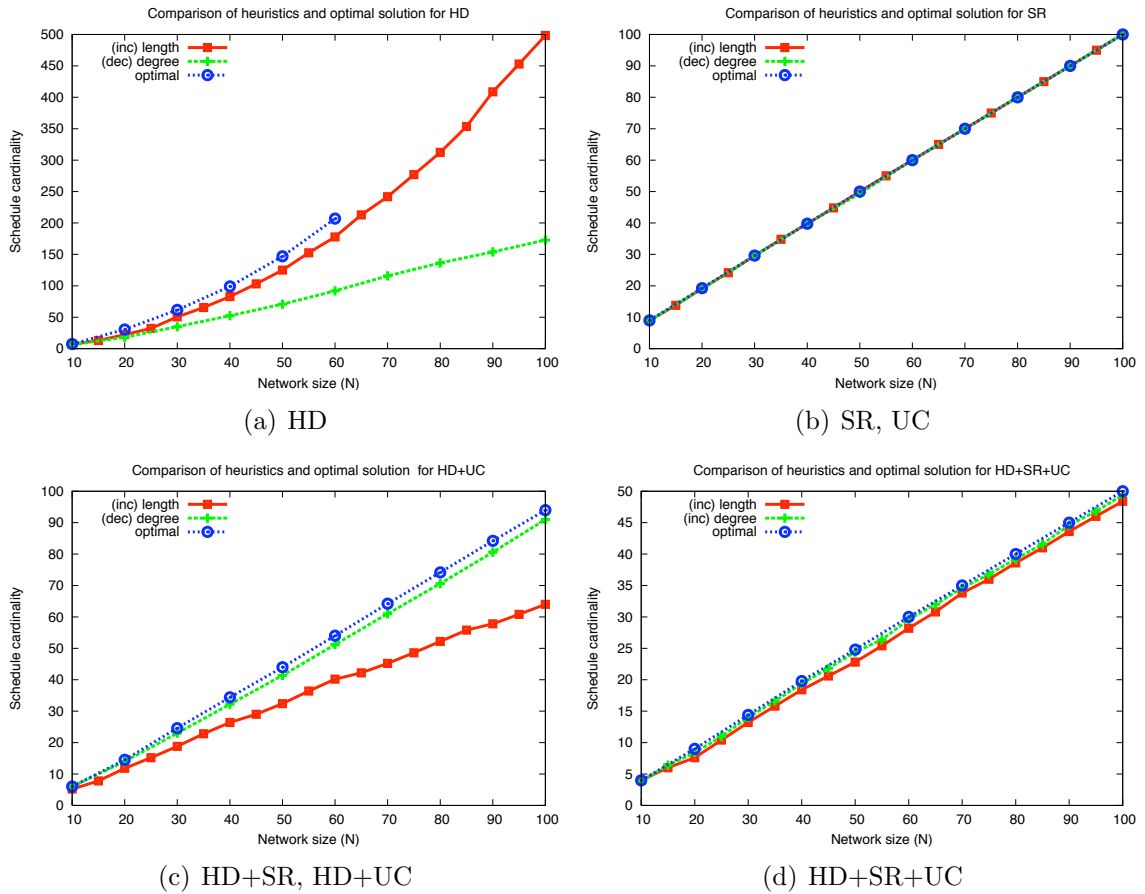 Comparison of heuristics and optimal solution for HD
(inc) length
(dec) degree
optimal
Schedule cardinality
500
450
400
350
300
250
200
150
100
50
0
10 20 30 40 50 60 70 80 90 100
Network size (N)
(a) HD
Comparison of heuristics and optimal solution for SR
(inc) length
(dec) degree
optimal
Schedule cardinality
100
90
80
70
60
50
40
30
20
10
0
10 20 30 40 50 60 70 80 90 100
Network size (N)
(b) SR, UC
Comparison of heuristics and optimal solution for HD+UC
(inc) length
(dec) degree
optimal
Schedule cardinality
100
90
80
70
60
50
40
30
20
10
0
10 20 30 40 50 60 70 80 90 100
Network size (N)
(c) HD+SR, HD+UC
Comparison of heuristics and optimal solution for HD+SR+UC
(inc) length
(inc) degree
optimal
Schedule cardinality
50
45
40
35
30
25
20
15
10
5
0
10 20 30 40 50 60 70 80 90 100
Network size (N)
(d) HD+SR+UC